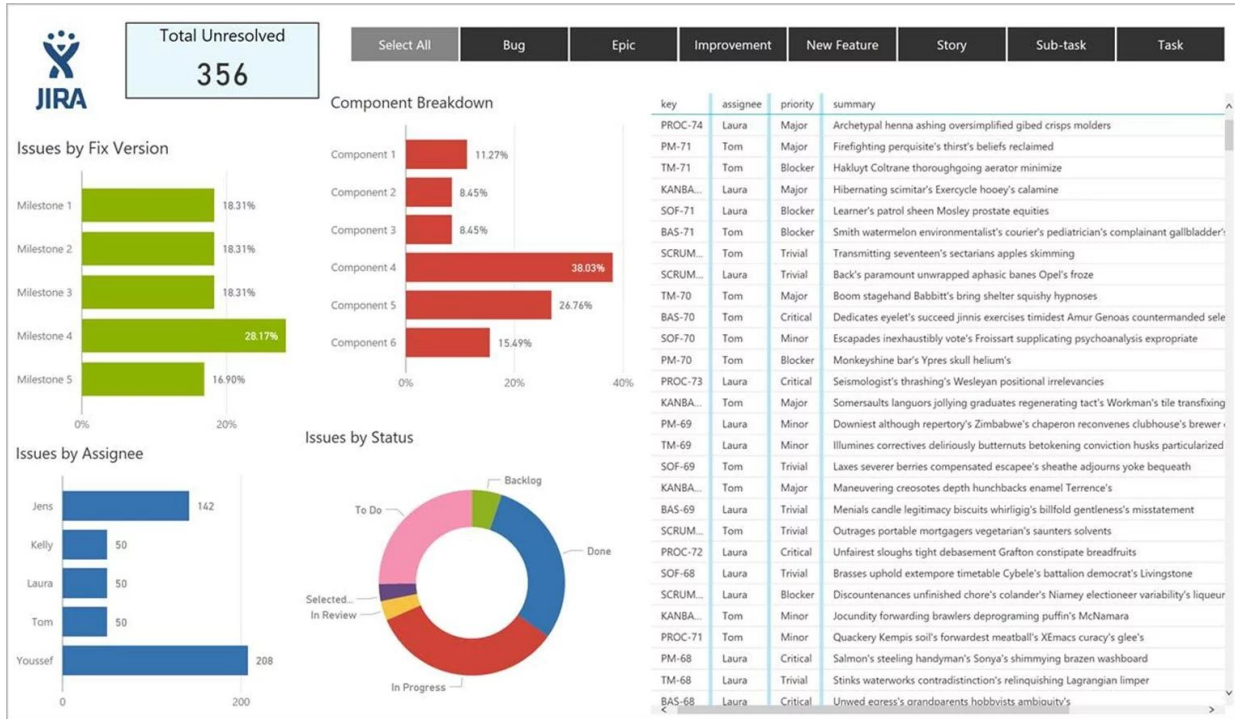 JIRA
Total Unresolved
356
Select All Bug Epic Improvement New Feature Story Sub-task Task
Issues by Fix Version
Milestone 1 18.31%
Milestone 2 18.31%
Milestone 3 18.31%
Milestone 4 28.17%
Milestone 5 16.90%
0% 20%
Component Breakdown
Component 1 11.27%
Component 2 8.45%
Component 3 8.45%
Component 4 38.03%
Component 5 26.76%
Component 6 15.49%
0% 20% 40%
Issues by Assignee
Jens 142
Kelly 50
Laura 50
Tom 50
Youssef 208
0 200
Issues by Status
Backlog
To Do
Done
Selected...
In Review
In Progress
key assignee priority summary
PROC-74 Laura Major Archetypal henna ashing oversimplified gibed crisps molders
PM-71 Tom Major Firefighting perquisite's thirst's beliefs reclaimed
TM-71 Tom Blocker Hakluyt Coltrane thoroughgoing aerator minimize
KANBA... Laura Major Hibernating scimitar's Exercycle hooey's calamine
SOF-71 Laura Blocker Learner's patrol sheen Mosley prostate equities
BAS-71 Tom Blocker Smith watermelon environmentalist's courier's pediatrician's complainant gallbladder's
SCRUM... Tom Trivial Transmitting seventeen's sectarians apples skimming
SCRUM... Laura Trivial Back's paramount unwrapped aphasic banes Opel's froze
TM-70 Tom Major Boom stagehand Babbitt's bring shelter squishy hypnoses
BAS-70 Tom Critical Dedicates eyelet's succeed jinnis exercises timidest Amur Genoas countermanded sele
SOF-70 Tom Minor Escapades inexhaustibly vote's Froissart supplicating psychoanalysis expropriate
PM-70 Tom Blocker Monkeyshine bar's Ypres skull helium's
PROC-73 Laura Critical Seismologist's thrashing's Wesleyan positional irrelevancies
KANBA... Tom Major Somersaults languors jollying graduates regenerating tact's Workman's tile transfixing
PM-69 Laura Minor Downiest although repertory's Zimbabwe's chaperon reconvenes clubhouse's brewer
TM-69 Laura Minor Illumines correctives deliriously butternuts betokening conviction husks particularized
SOF-69 Tom Trivial Laxes severer berries compensated escapee's sheathe adjourns yoke bequeath
KANBA... Tom Major Maneuvering creosotes depth hunchbacks enamel Terrence's
BAS-69 Laura Trivial Menials candle legitimacy biscuits whirligig's billfold gentleness's misstatement
SCRUM... Tom Trivial Outrages portable mortgagers vegetarian's saunters solvents
PROC-72 Laura Critical Unfairest sloughs tight debasement Grafton constipate breadfruits
SOF-68 Laura Trivial Brasses uphold extempore timetable Cybele's battalion democrat's Livingstone
SCRUM... Laura Blocker Discountenances unfinished chore's colander's Niamey electioneer variability's liqueur
KANBA... Tom Minor Jocundity forwarding brawlers deprograming puffin's McNamara
PROC-71 Tom Minor Quackery Kempis soil's forwardest meatball's XEmacs curacy's glee's
PM-68 Laura Critical Salmon's steeling handyman's Sonya's shimmying brazen washboard
TM-68 Laura Trivial Stinks waterworks contradistinction's relinquishing Lagrangian limper
BAS-68 Laura Critical Unwed egress's grandparents hobbyists ambiguity's